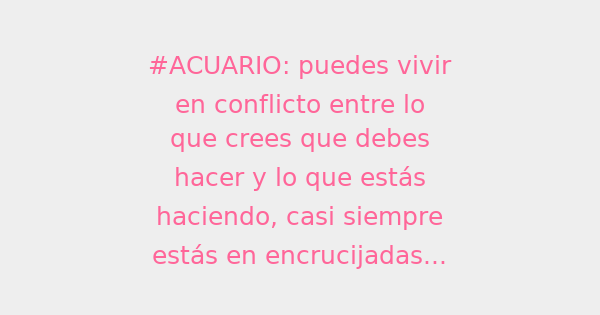 #ACUARIO: puedes vivir
en conflicto entre lo
que crees que debes
hacer y lo que estás
haciendo, casi siempre
estás en encrucijadas...